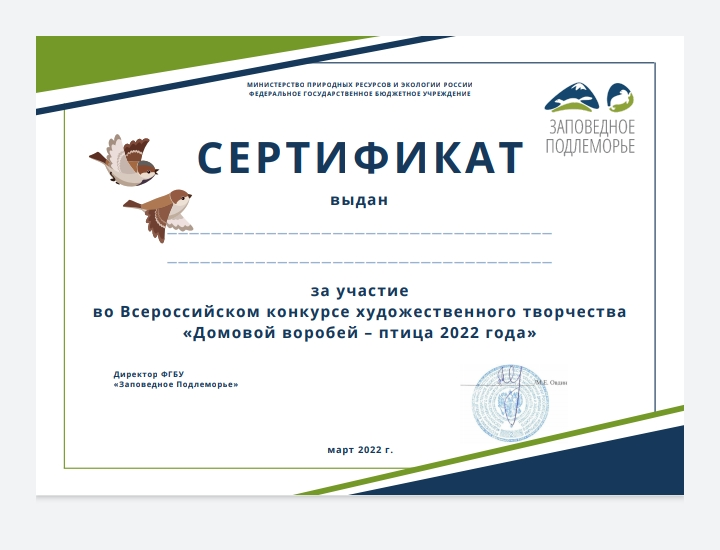 МИНИСТЕРСТВО ПРИРОДНЫХ РЕСУРСОВ И ЭКОЛОГИИ РОССИИ
ФЕДЕРАЛЬНОЕ ГОСУДАРСТВЕННОЕ БЮДЖЕТНОЕ УЧРЕЖДЕНИЕ
ЗАПОВЕДНОЕ
ПОДЛЕМОРЬЕ
СЕРТИФИКАТ
выдан
за участие
во Всероссийском конкурсе художественного творчества
«Домовой воробей – птица 2022 года»
Директор ФГБУ
«Заповедное Подлеморье»
М.Е. Овдин
март 2022 г.